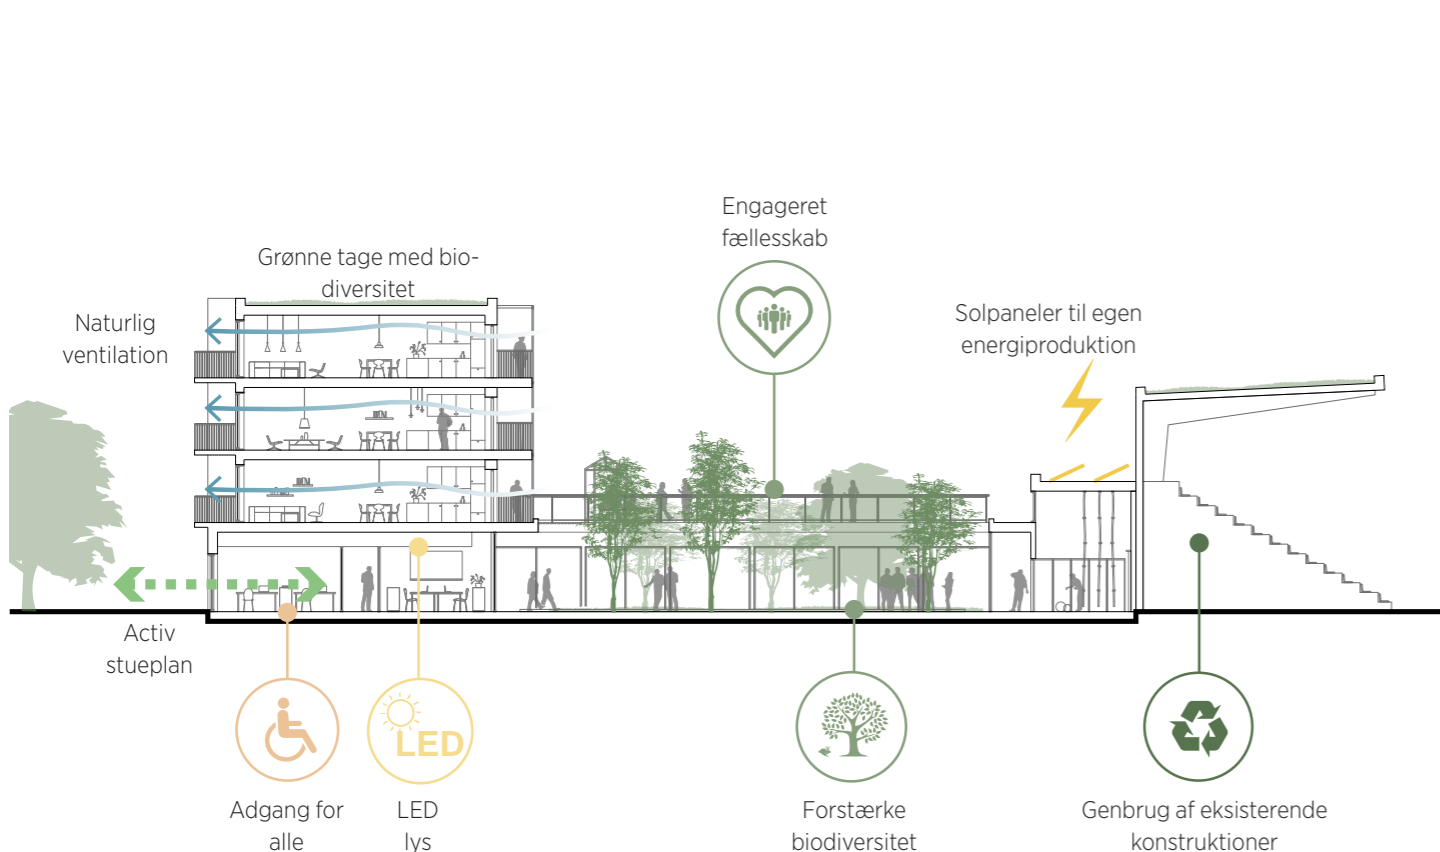 Engageret
fællesskab
Grønne tage med bio-
diversitet
Naturlig
ventilation
Solpaneler til egen
energiproduktion
Activ
stueplan
LED
Adgang for
alle
LED
lys
Forstærke
biodiversitet
Genbrug af eksisterende
konstruktioner